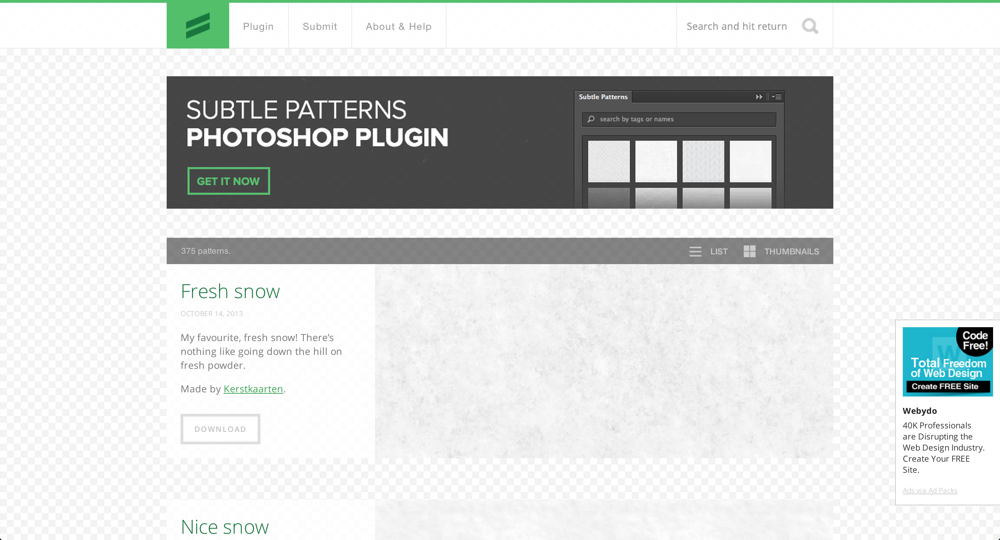 Plugin
Submit
About & Help
Search and hit return
SUBTLE PATTERNS
PHOTOSHOP PLUGIN
GET IT NOW
Subtle Patterns
search by tags or names
375 patterns.
LIST
THUMBNAILS
Fresh snow
OCTOBER 14, 2013
My favourite, fresh snow! There’s
nothing like going down the hill on
fresh powder.
Made by Kerstkaarten.
DOWNLOAD
Nice snow
Code
Free!
W
Total Freedom
of Web Design
Create FREE Site
Webydo
40K Professionals
are Disrupting the
Web Design Industry.
Create Your FREE
Site.
Ads via Ad Packs